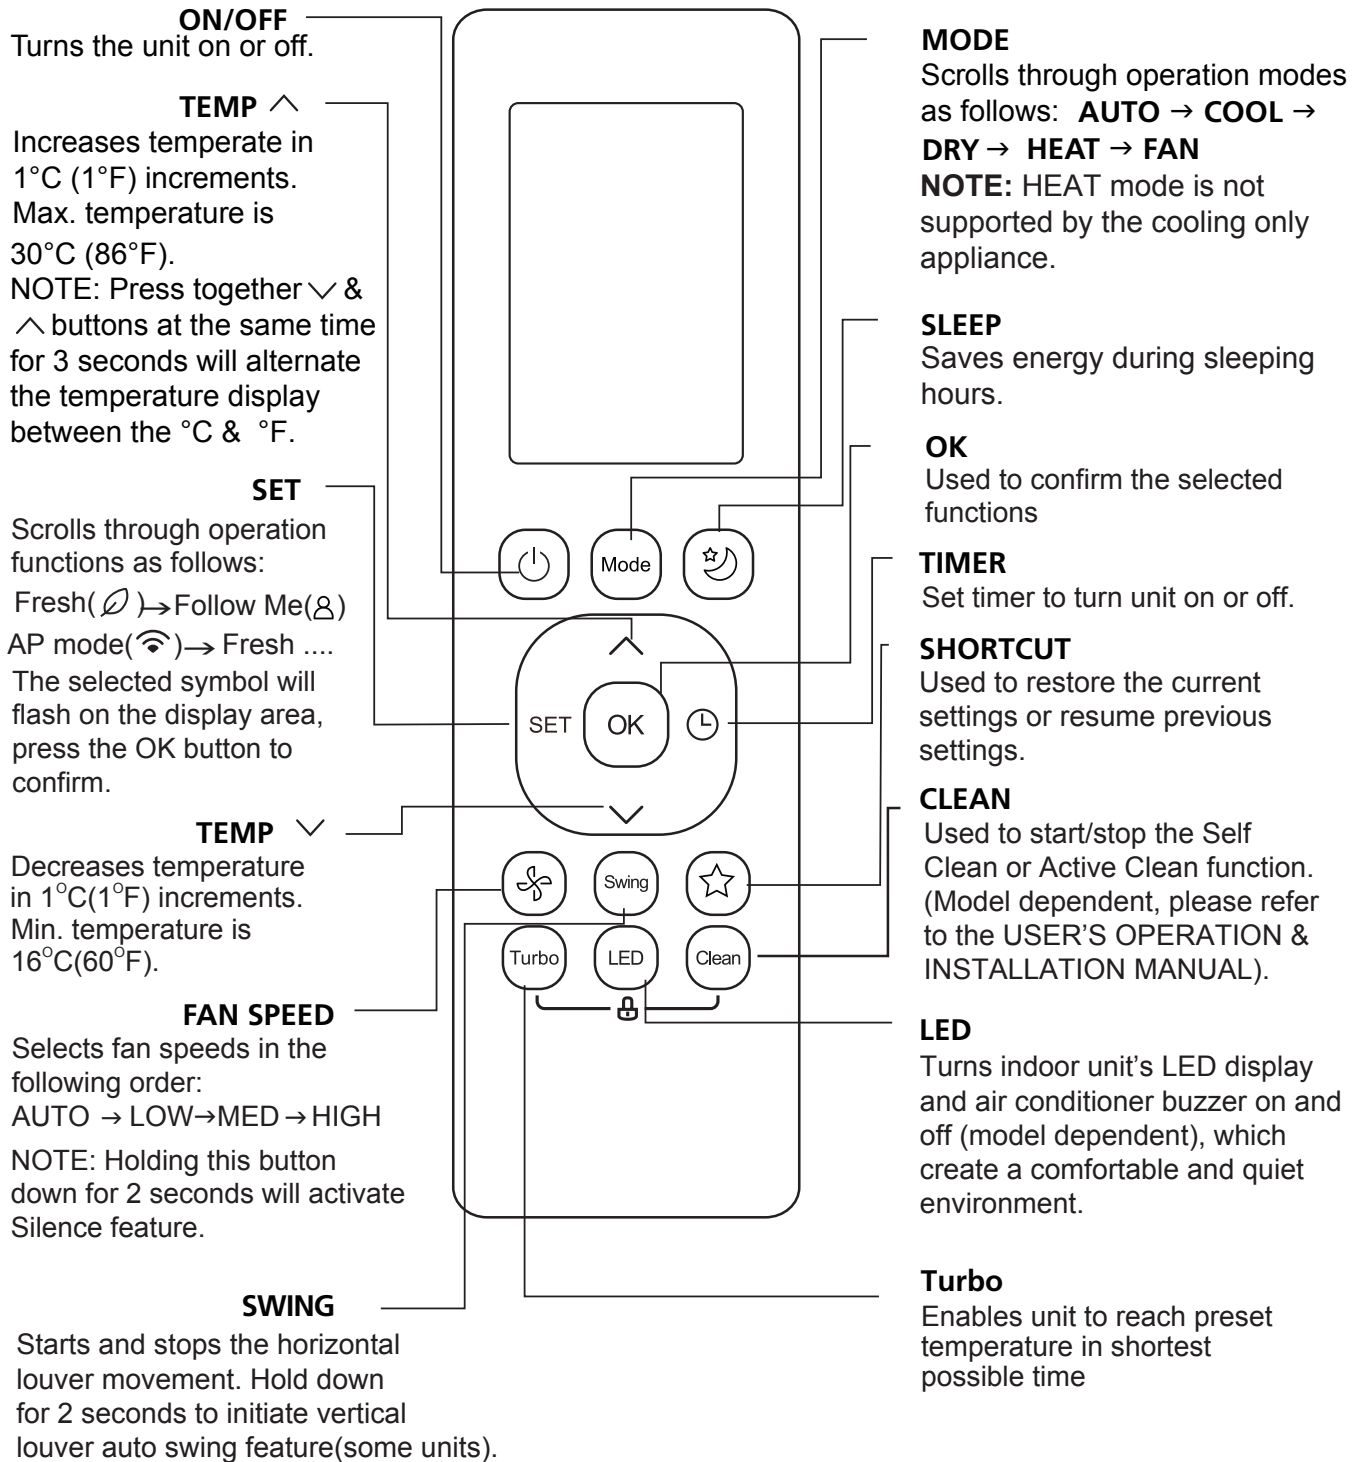 ON/OFF
Turns the unit on or off.
TEMP
Increases temperate in
1°C (1°F) increments.
Max. temperature is
30°C (86°F).
NOTE: Press together &
buttons at the same time
for 3 seconds will alternate
the temperature display
between the °C & °F.
SET
Scrolls through operation
functions as follows:
Fresh( )→Follow Me( )
AP mode( )→ Fresh ....
The selected symbol will
flash on the display area,
press the OK button to
confirm.
TEMP
Decreases temperature
in 1°C(1°F) increments.
Min. temperature is
16°C(60°F).
FAN SPEED
Selects fan speeds in the
following order:
AUTO → LOW→MED→HIGH
NOTE: Holding this button
down for 2 seconds will activate
Silence feature.
SWING
Starts and stops the horizontal
louver movement. Hold down
for 2 seconds to initiate vertical
louver auto swing feature(some units).
Mode
SET OK
Swing
Turbo LED Clean
MODE
Scrolls through operation modes
as follows: AUTO → COOL →
DRY → HEAT → FAN
NOTE: HEAT mode is not
supported by the cooling only
appliance.
SLEEP
Saves energy during sleeping
hours.
OK
Used to confirm the selected
functions
TIMER
Set timer to turn unit on or off.
SHORTCUT
Used to restore the current
settings or resume previous
settings.
CLEAN
Used to start/stop the Self
Clean or Active Clean function.
(Model dependent, please refer
to the USER'S OPERATION &
INSTALLATION MANUAL).
LED
Turns indoor unit's LED display
and air conditioner buzzer on and
off (model dependent), which
create a comfortable and quiet
environment.
Turbo
Enables unit to reach preset
temperature in shortest
possible time